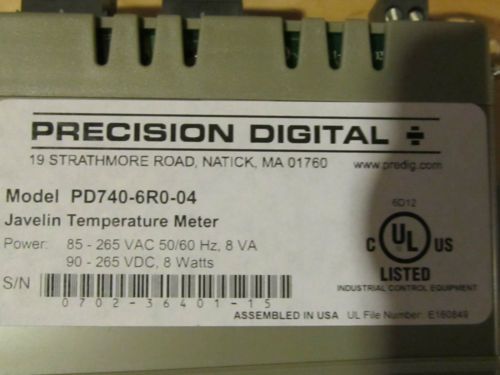 PRECISION DIGITAL
19 STRATHMORE ROAD, NATICK, MA 01760 www.predig.com
Model PD740-6R0-04
Javelin Temperature Meter
Power: 85 - 265 VAC 50/60 Hz, 8 VA
90 - 265 VDC, 8 Watts
S/N
0702-36401-15
6D12
C UL US
LISTED
INDUSTRIAL CONTROL EQUIPMENT
ASSEMBLED IN USA UL File Number: E160849